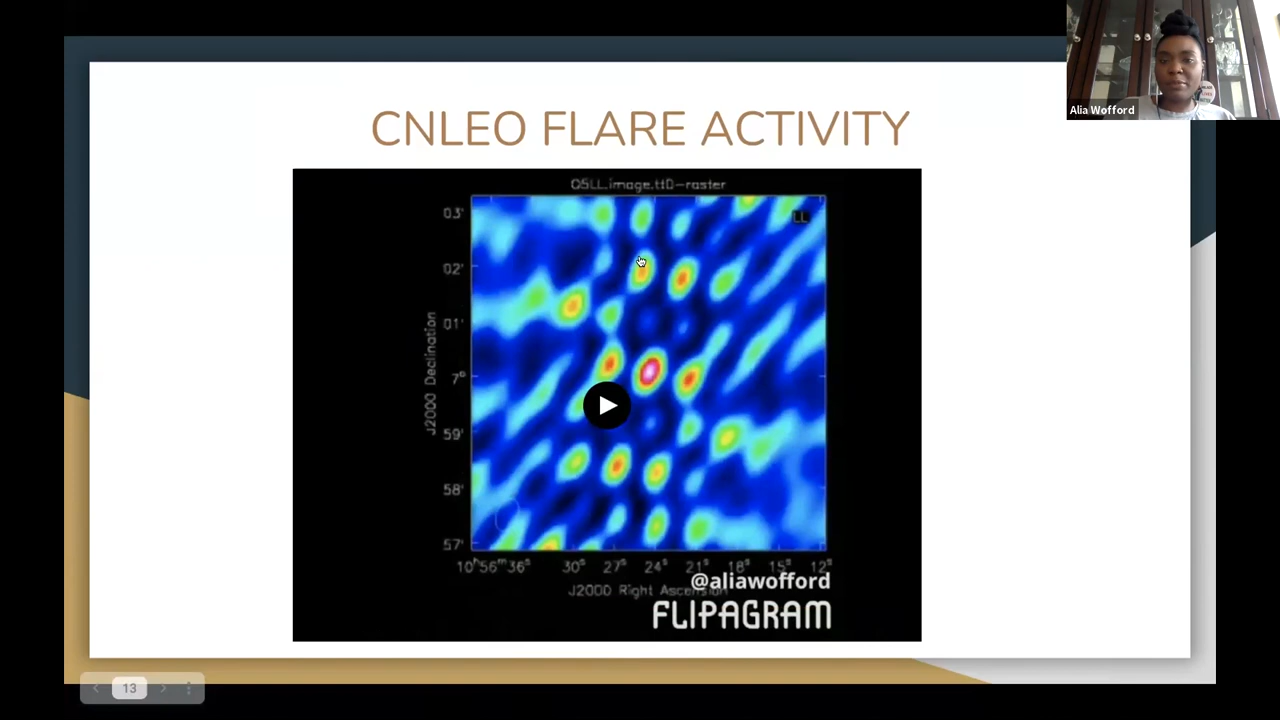 Alia Wofford
CNLEO FLARE ACTIVITY
Q5LL.image.tt0-raster
LL
03'
02'
01'
7°
59'
58'
57'
J2000 Declination
10ʰ56ᵐ36ˢ 30ˢ 27ˢ 24ˢ 21ˢ 18ˢ 15ˢ 12ˢ
J2000 Right Ascension
@aliawofford
FLIPAGRAM
13